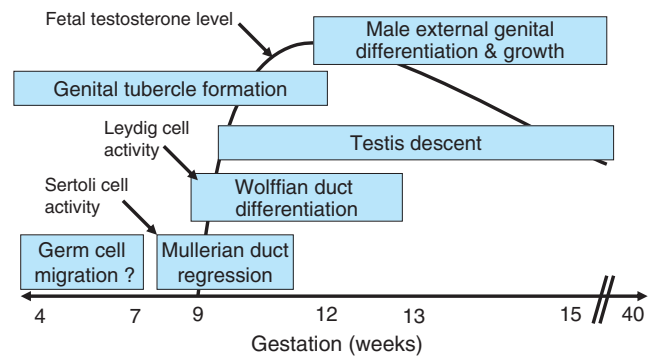 Fetal testosterone level
Male external genital
differentiation & growth
Genital tubercle formation
Leydig cell
activity
Testis descent
Sertoli cell
activity
Wolffian duct
differentiation
Germ cell
migration ?
Mullerian duct
regression
4 7 9 12 13 15 40
Gestation (weeks)